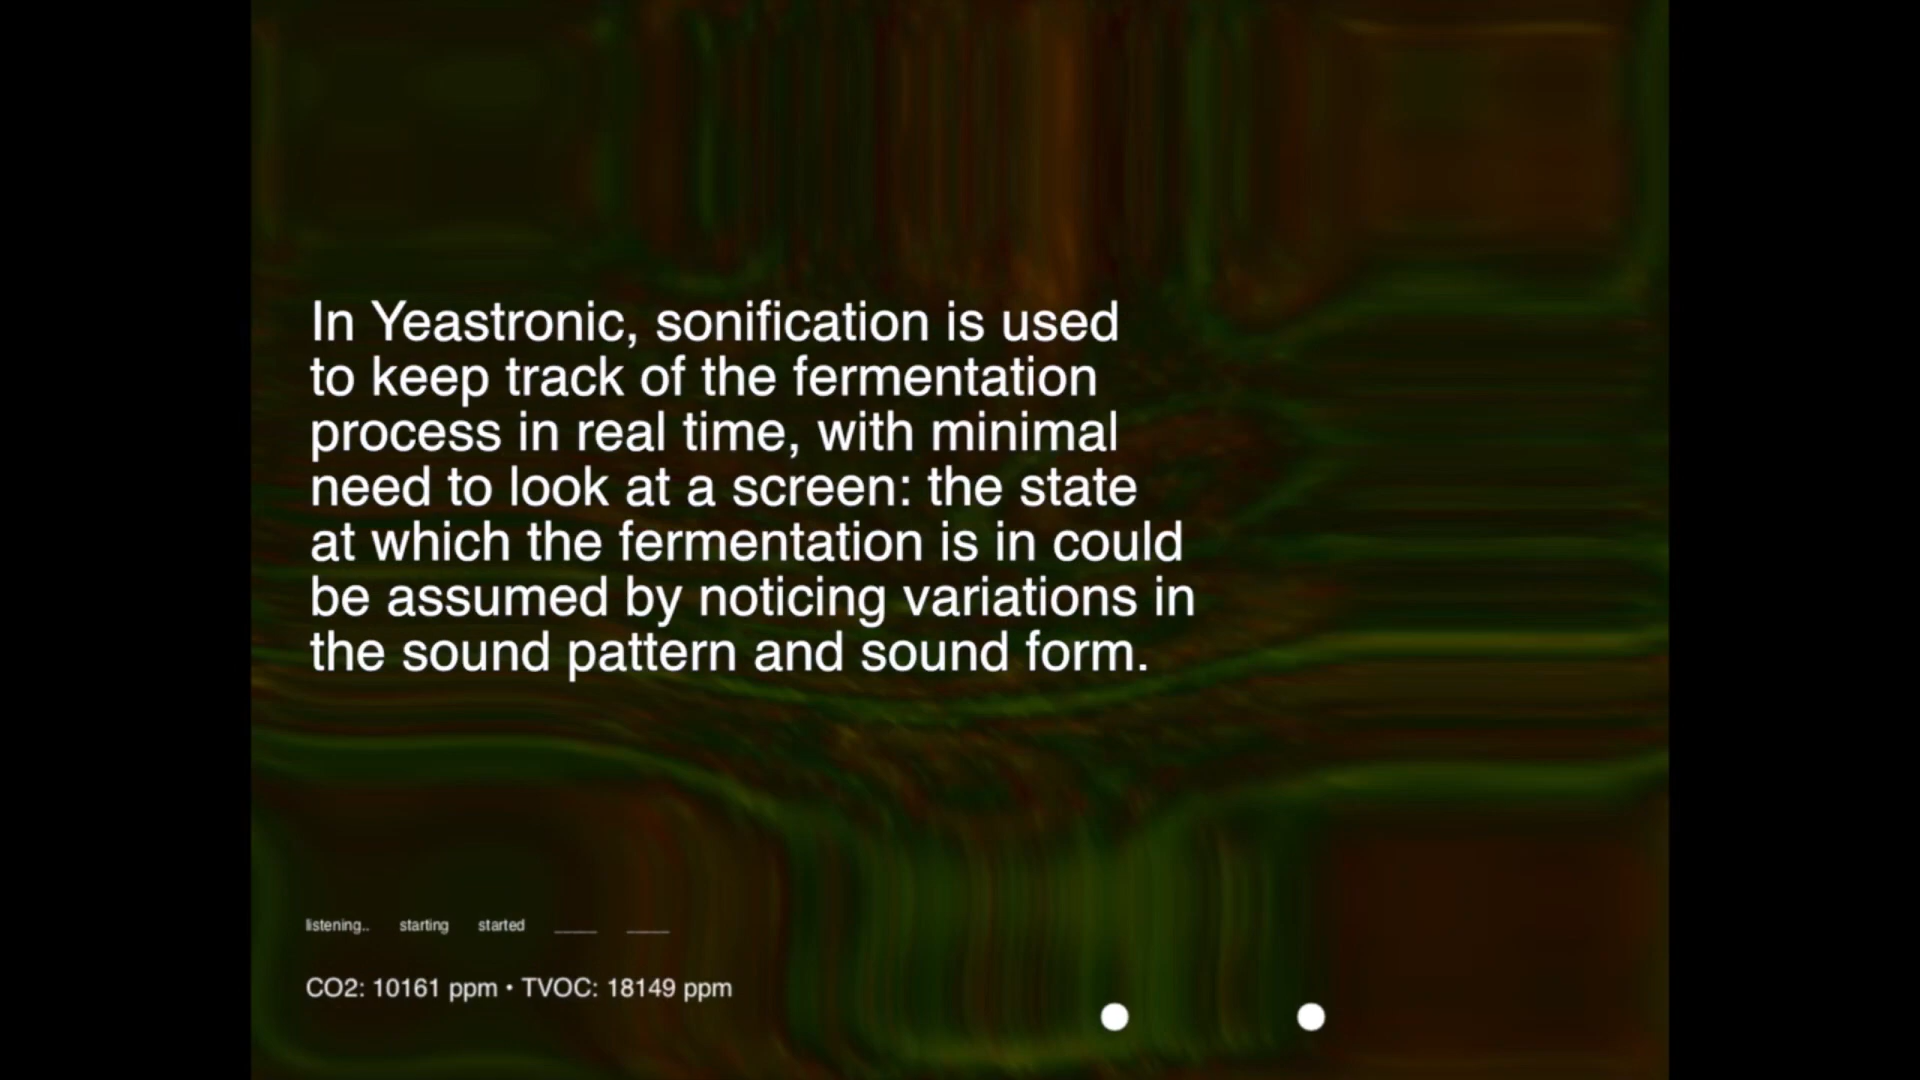 In Yeastronic, sonification is used
to keep track of the fermentation
process in real time, with minimal
need to look at a screen: the state
at which the fermentation is in could
be assumed by noticing variations in
the sound pattern and sound form.
listening.. starting started _____ _____
CO2: 10161 ppm • TVOC: 18149 ppm